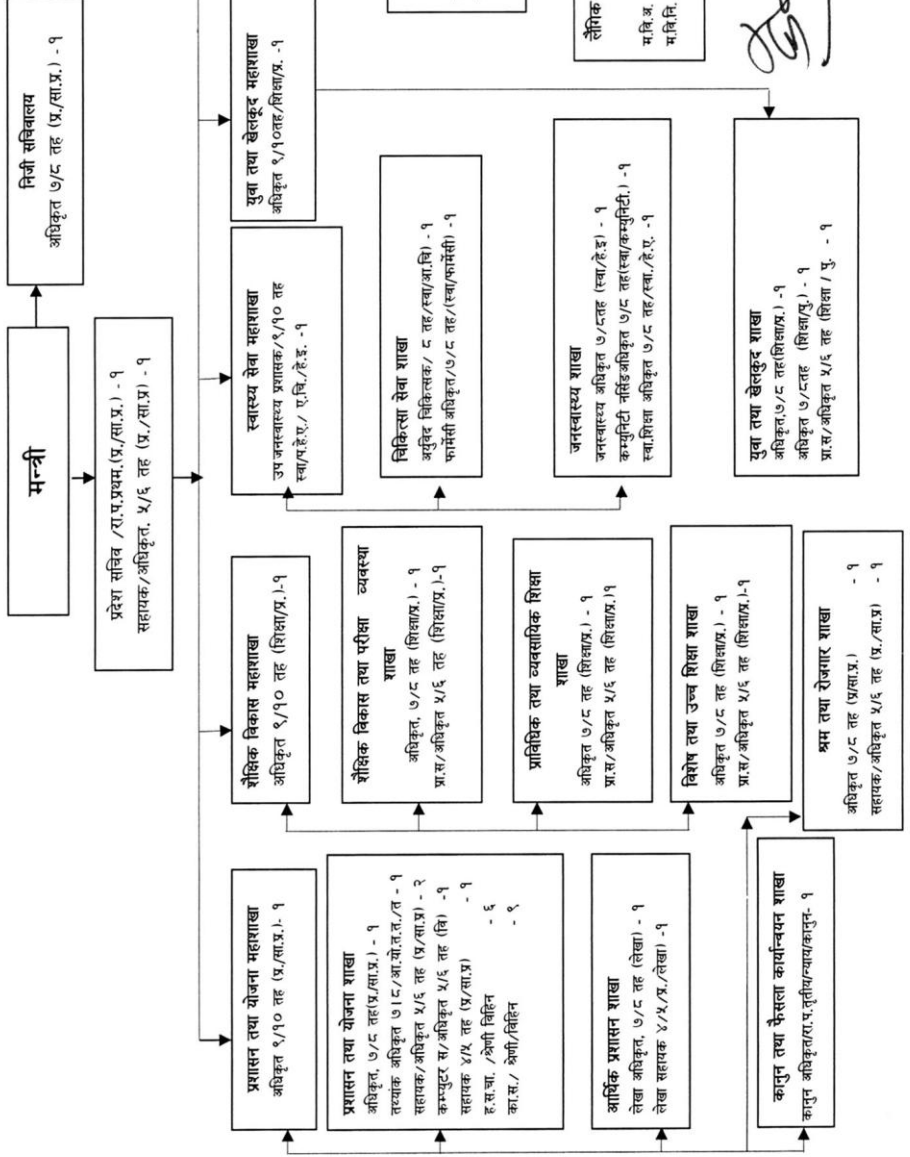 मन्त्री
निजी सचिवालय
अधिकृत ७/८ तह (प्र./सा.प्र.) - १
प्रदेश सचिव /रा.प.प्रथम.(प्र./सा.प्र.) - १
सहायक/अधिकृत. ५/६ तह (प्र./सा.प्र) - १
प्रशासन तथा योजना महाशाखा
अधिकृत ९/१० तह (प्र./सा.प्र.)- १
प्रशासन तथा योजना शाखा
अधिकृत, ७/८ तह(प्र./सा.प्र.) - १
तथ्यांक अधिकृत ७।८/आ.यो.त.त./त - १
सहायक/अधिकृत ५/६ तह (प्र/सा.प्र) - २
कम्प्युटर स/अधिकृत ५/६ तह (वि) -१
सहायक ४/५ तह (प्र/सा.प्र) - १
ह.स.चा. /श्रेणी विहिन - ६
का.स./ श्रेणी/विहिन - ९
आर्थिक प्रशासन शाखा
लेखा अधिकृत, ७/८ तह (लेखा) - १
लेखा सहायक ४/५/प्र./लेखा) -१
कानुन तथा फैसला कार्यान्वयन शाखा
कानुन अधिकृत/रा.प.तृतीय/न्याय/कानुन- १
श्रम तथा रोजगार शाखा
अधिकृत ७/८ तह (प्र/सा.प्र.) - १
सहायक/अधिकृत ५/६ तह (प्र./सा.प्र) - १
शैक्षिक विकास महाशाखा
अधिकृत ९/१० तह (शिक्षा/प्र.)-१
शैक्षिक विकास तथा परीक्षा व्यवस्था
शाखा
अधिकृत, ७/८ तह (शिक्षा/प्र.) - १
प्रा.स/अधिकृत ५/६ तह (शिक्षा/प्र.)-१
प्राविधिक तथा व्यवसायिक शिक्षा
शाखा
अधिकृत ७/८ तह (शिक्षा/प्र.) - १
प्रा.स/अधिकृत ५/६ तह (शिक्षा/प्र.)१
विशेष तथा उच्च शिक्षा शाखा
अधिकृत ७/८ तह (शिक्षा/प्र.) - १
प्रा.स/अधिकृत ५/६ तह (शिक्षा/प्र.)-१
स्वास्थ्य सेवा महाशाखा
उप जनस्वास्थ्य प्रशासक/९/१० तह
स्वा/प.हे.ए./ ए.चि./हे.इ. -१
चिकित्सा सेवा शाखा
अर्युवेद चिकित्सक/ ८ तह/स्वा/आ.चि) - १
फार्मेसी अधिकृत/७/८ तह/(स्वा/फार्मेसी) -१
जनस्वास्थ्य शाखा
जनस्वास्थ्य अधिकृत ७/८तह (स्वा/हे.इ) - १
कम्युनिटी नर्सिङअधिकृत ७/८ तह(स्वा/कम्युनिटी.) -१
स्वा.शिक्षा अधिकृत ७/८ तह/स्वा./हे.ए. -१
युवा तथा खेलकूद महाशाखा
अधिकृत ९/१०तह/शिक्षा/प्र. -१
युवा तथा खेलकुद शाखा
अधिकृत.७/८ तह(शिक्षा/प्र.) -१
अधिकृत ७/८तह (शिक्षा/पु.) - १
प्रा.स/अधिकृत ५/६ तह (शिक्षा / पु. - १
लैंगिक
म.वि.अ.
म.वि.नि.